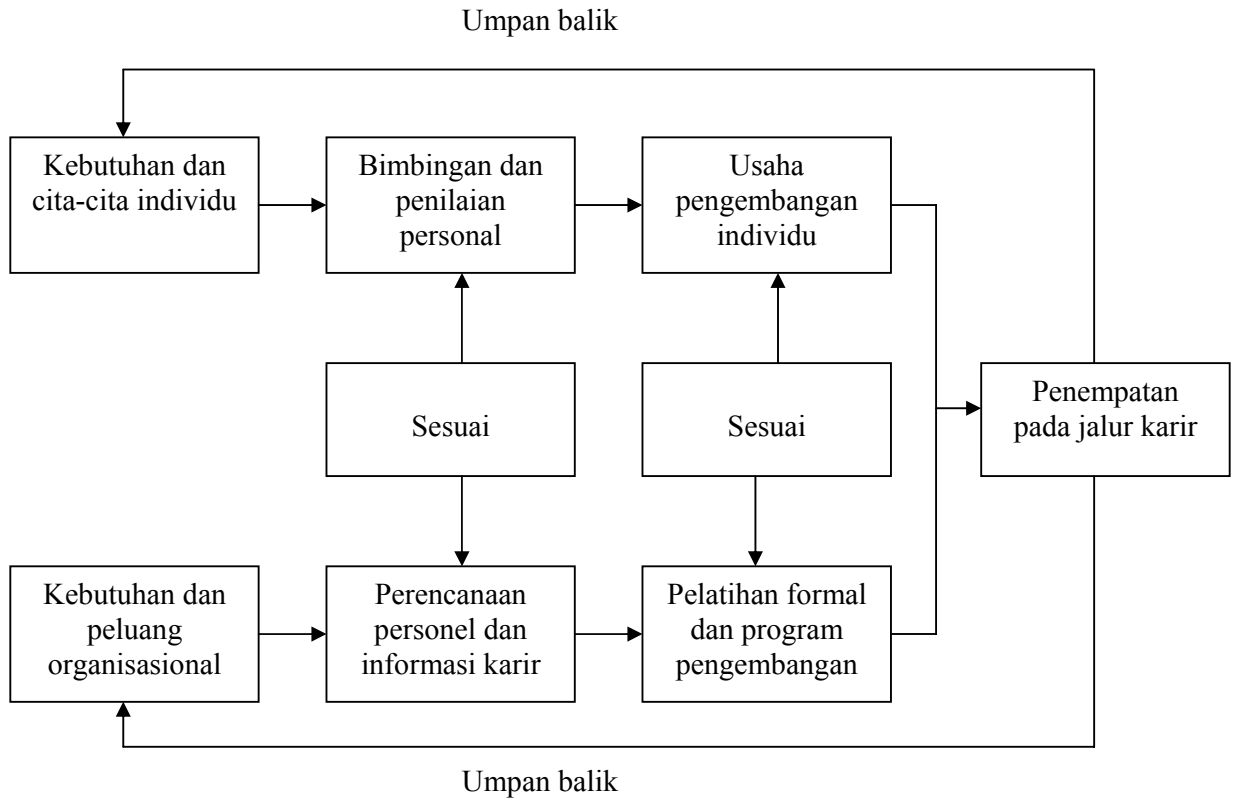 Umpan balik
Kebutuhan dan
cita-cita individu
Bimbingan dan
penilaian
personal
Usaha
pengembangan
individu
Sesuai
Sesuai
Penempatan
pada jalur karir
Kebutuhan dan
peluang
organisasional
Perencanaan
personel dan
informasi karir
Pelatihan formal
dan program
pengembangan
Umpan balik